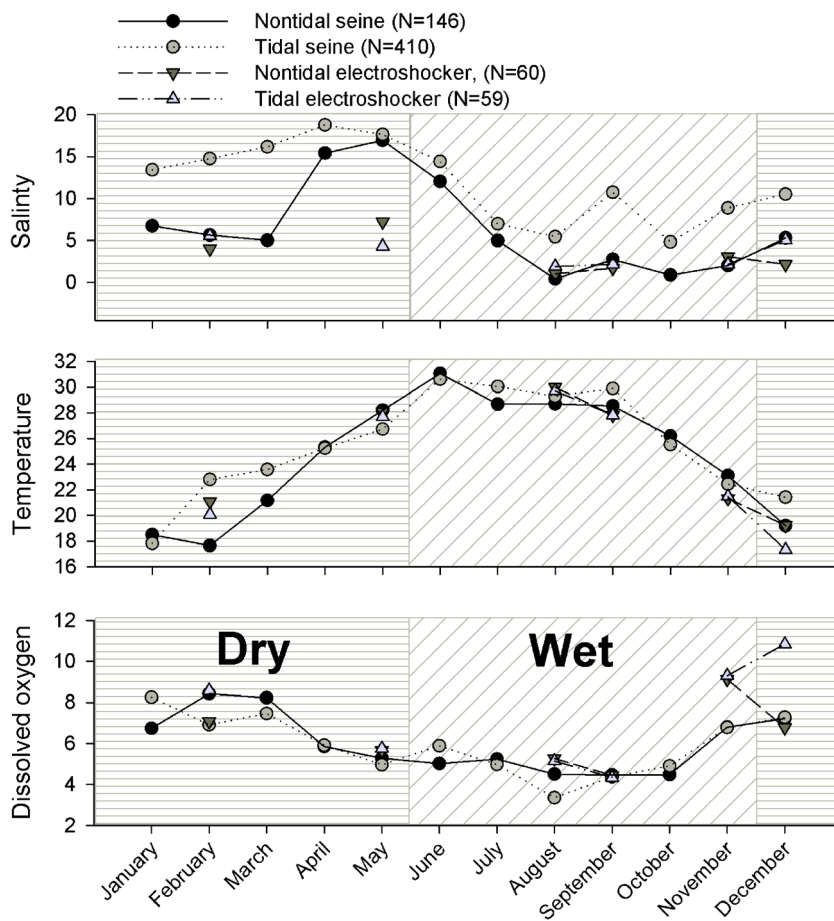 Nontidal seine (N=146)
Tidal seine (N=410)
Nontidal electroshocker, (N=60)
Tidal electroshocker (N=59)
Salinty
20
15
10
5
0
Temperature
32
30
28
26
24
22
20
18
16
Dissolved oxygen
12
10
8
6
4
2
Dry
Wet
January
February
March
April
May
June
July
August
September
October
November
December